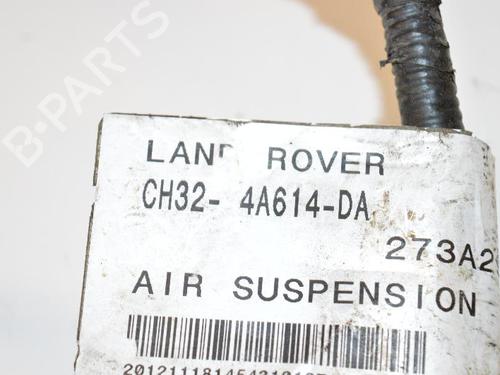 B-PARTS
LAND ROVER
CH32- 4A614-DA
273A2
AIR SUSPENSION